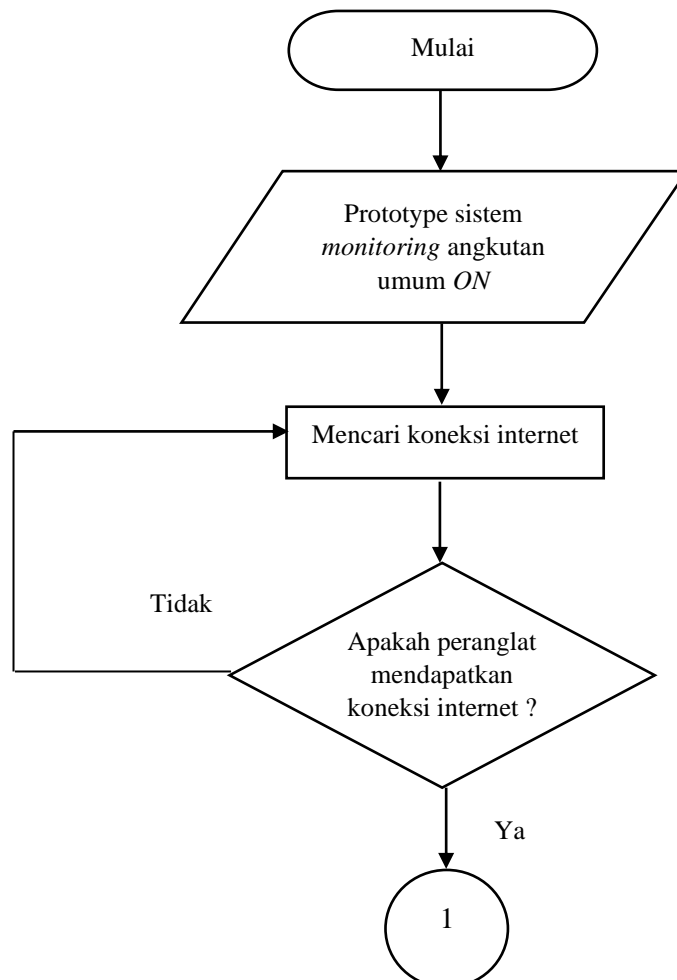 Mulai
Prototype sistem
monitoring angkutan
umum ON
Mencari koneksi internet
Tidak
Apakah peranglat
mendapatkan
koneksi internet ?
Ya
1